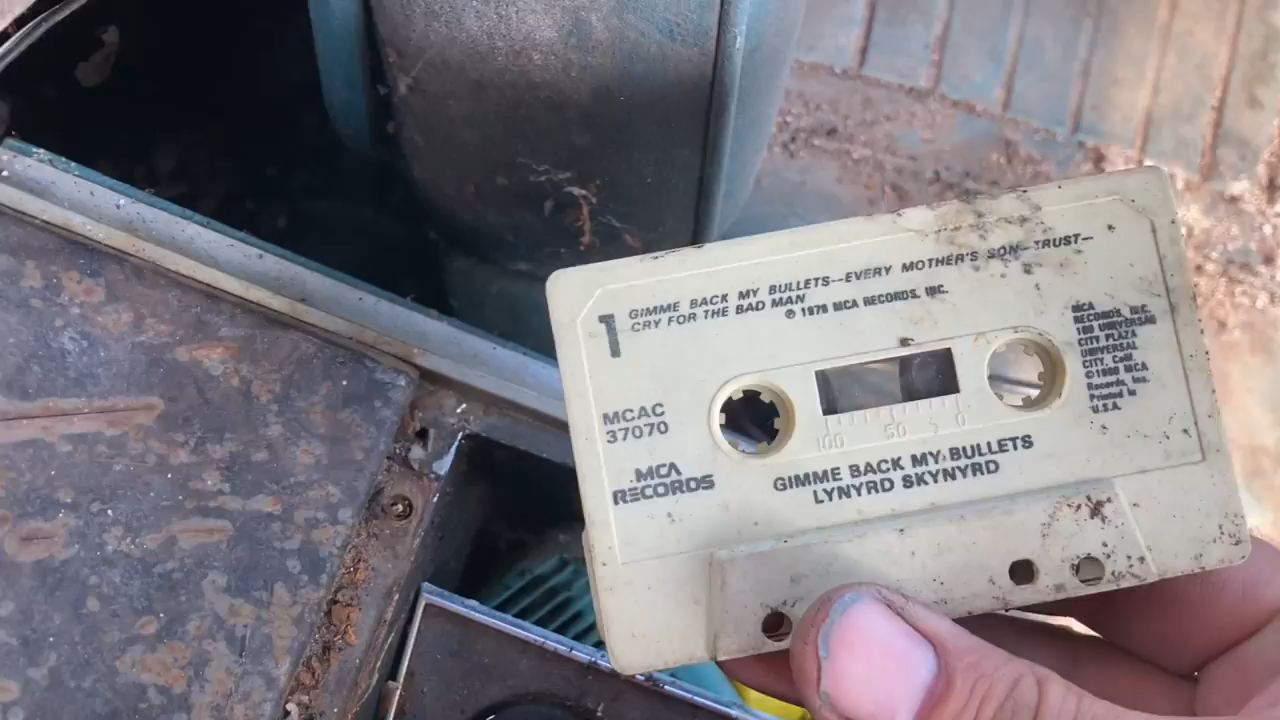 1
GIMME BACK MY BULLETS--EVERY MOTHER'S SON--TRUST--
CRY FOR THE BAD MAN
℗ 1976 MCA RECORDS, INC.
MCAC
37070
MCA RECORDS
100 50 0
GIMME BACK MY BULLETS
LYNYRD SKYNYRD
MCA
RECORDS, INC.
100 UNIVERSAL
CITY PLAZA
UNIVERSAL
CITY, Calif.
©1980 MCA
Records, Inc.
Printed in
U.S.A.